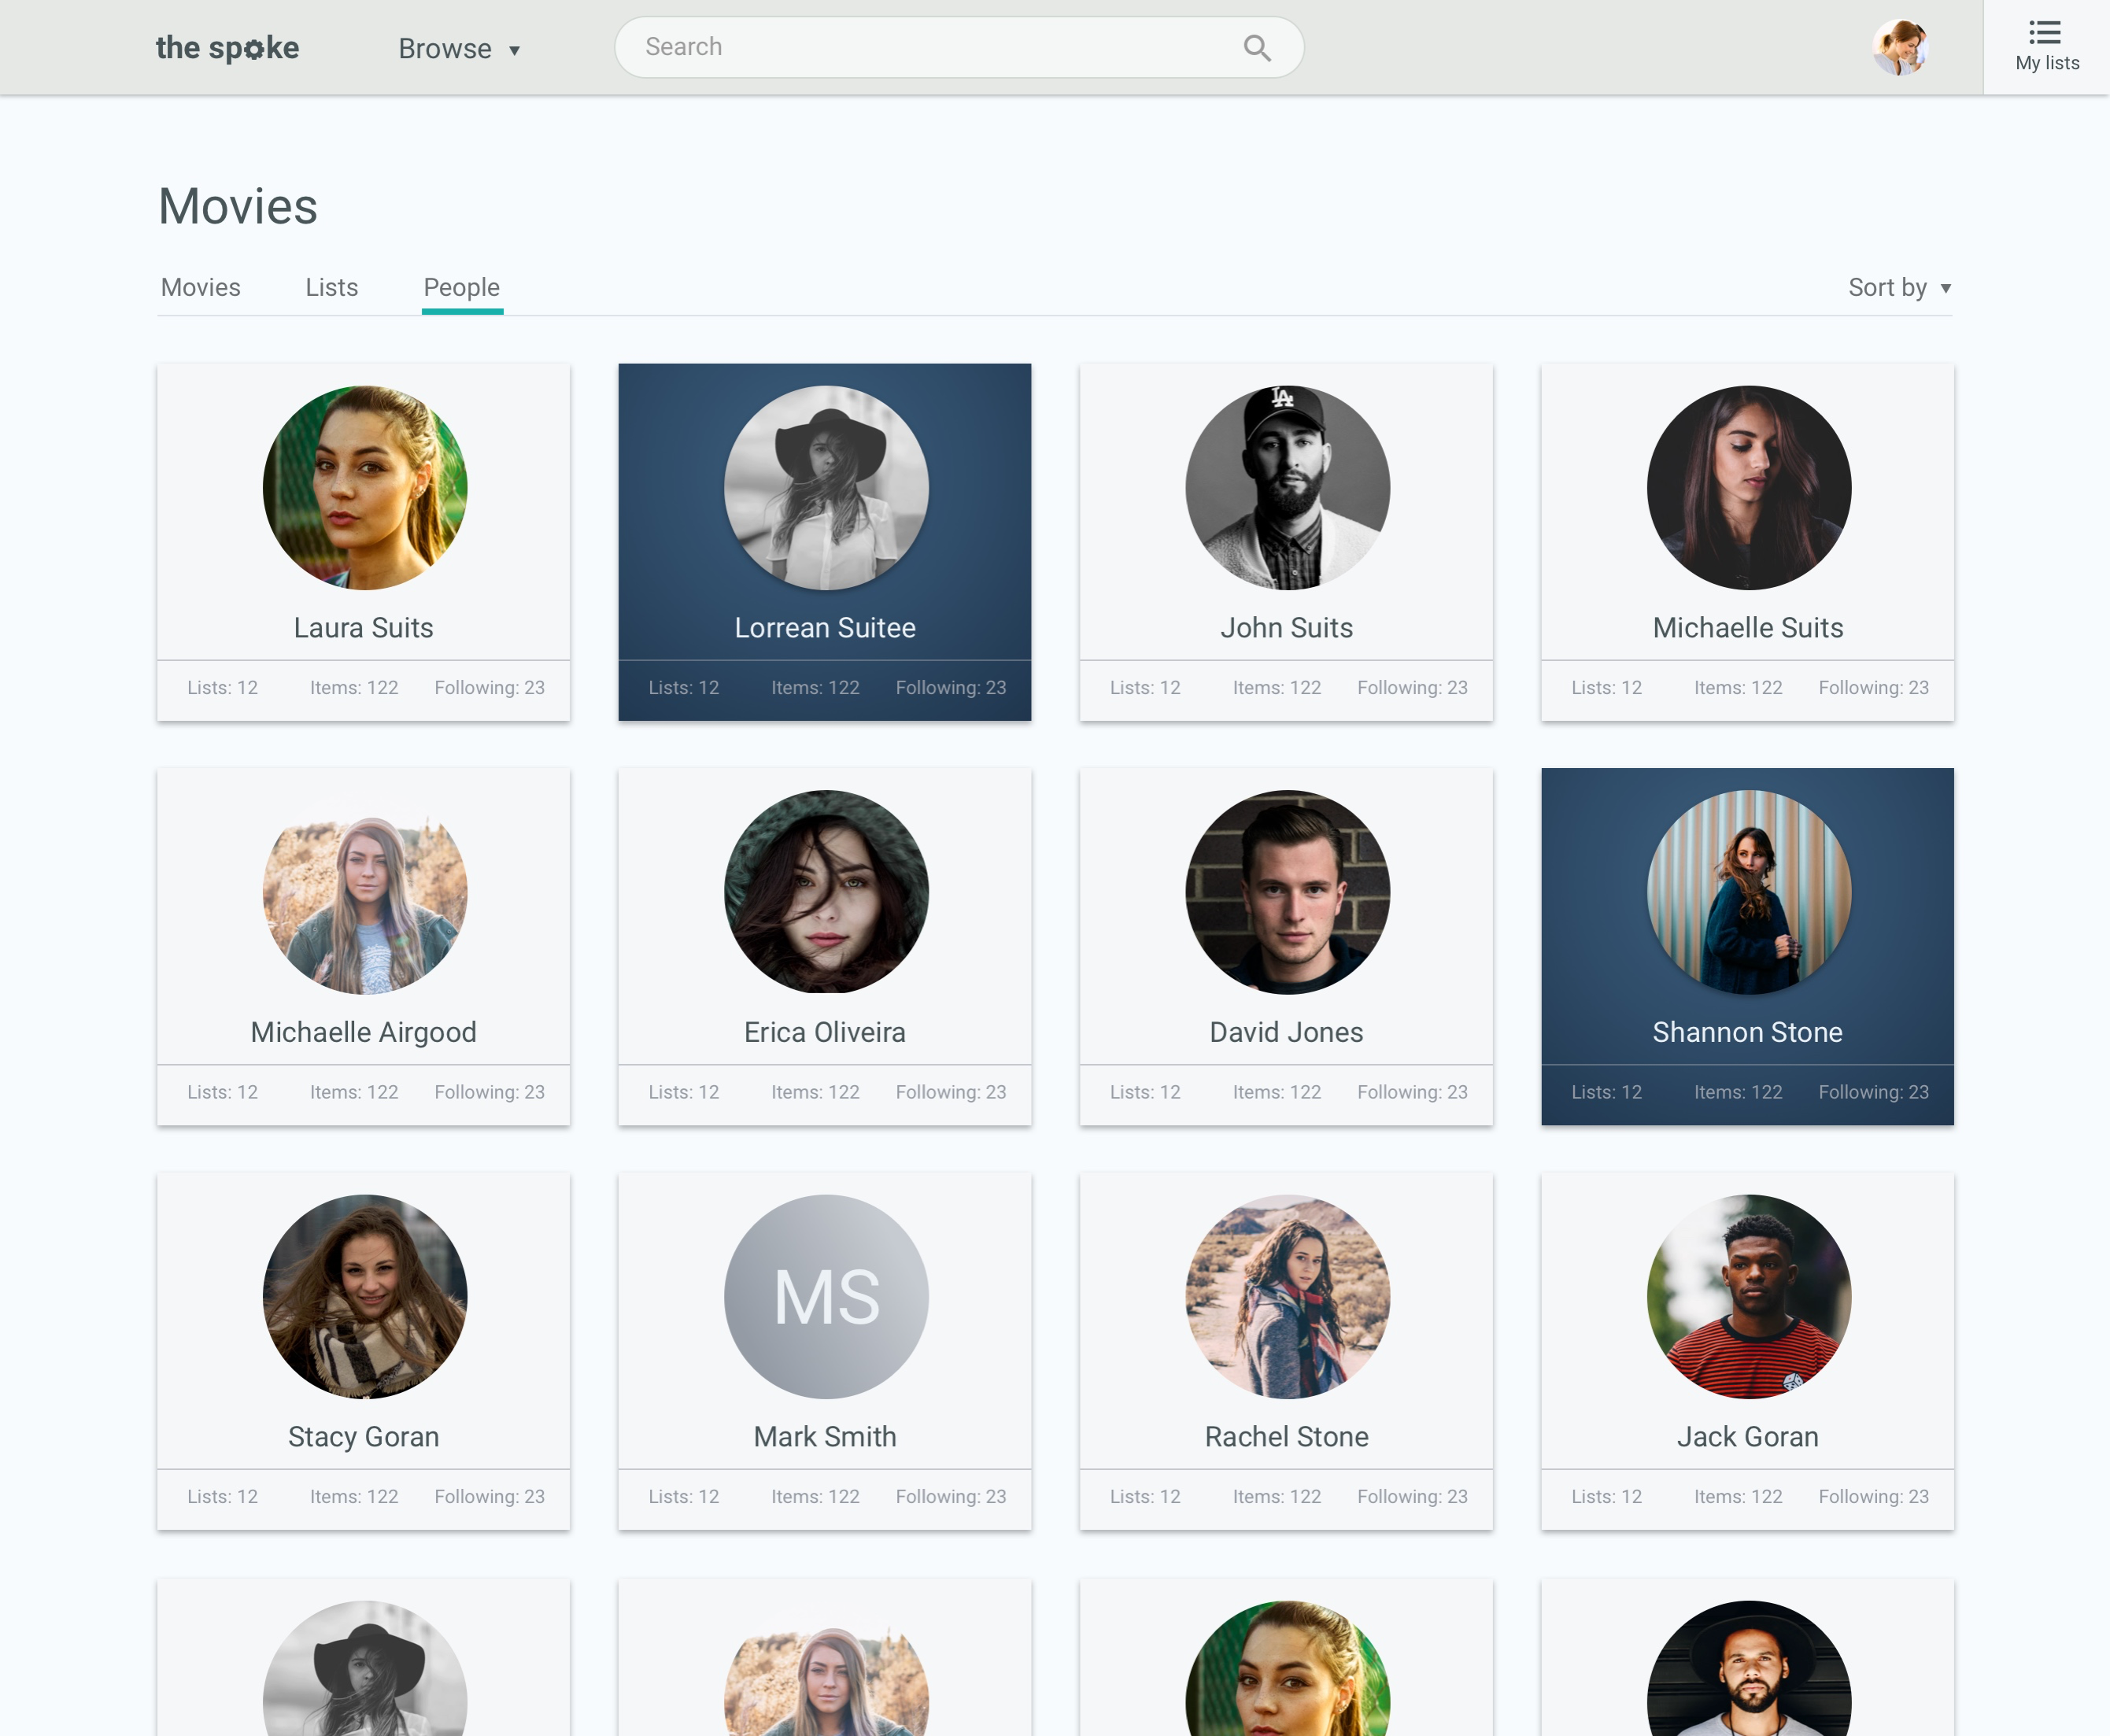 the spoke
Browse
Search
My lists
Movies
Movies Lists People
Sort by
LA
Laura Suits
Lorrean Suitee
John Suits
Michaelle Suits
Lists: 12 Items: 122 Following: 23
Lists: 12 Items: 122 Following: 23
Lists: 12 Items: 122 Following: 23
Lists: 12 Items: 122 Following: 23
Michaelle Airgood
Erica Oliveira
David Jones
Shannon Stone
Lists: 12 Items: 122 Following: 23
Lists: 12 Items: 122 Following: 23
Lists: 12 Items: 122 Following: 23
Lists: 12 Items: 122 Following: 23
MS
Stacy Goran
Mark Smith
Rachel Stone
Jack Goran
Lists: 12 Items: 122 Following: 23
Lists: 12 Items: 122 Following: 23
Lists: 12 Items: 122 Following: 23
Lists: 12 Items: 122 Following: 23